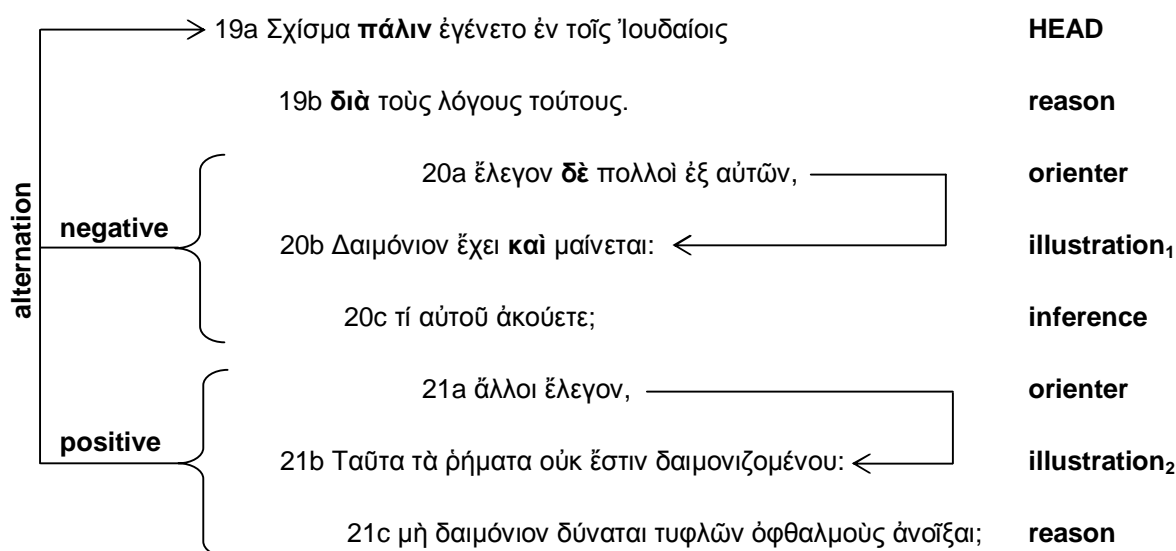 19a Σχίσμα πάλιν ἐγένετο ἐν τοῖς Ἰουδαίοις HEAD
19b διὰ τοὺς λόγους τούτους. reason
20a ἔλεγον δὲ πολλοὶ ἐξ αὐτῶν, orienter
negative
20b Δαιμόνιον ἔχει καὶ μαίνεται: illustration₁
alternation
20c τί αὐτοῦ ἀκούετε; inference
21a ἄλλοι ἔλεγον, orienter
positive
21b Ταῦτα τὰ ῥήματα οὐκ ἔστιν δαιμονιζομένου: illustration₂
21c μὴ δαιμόνιον δύναται τυφλῶν ὀφθαλμοὺς ἀνοῖξαι; reason